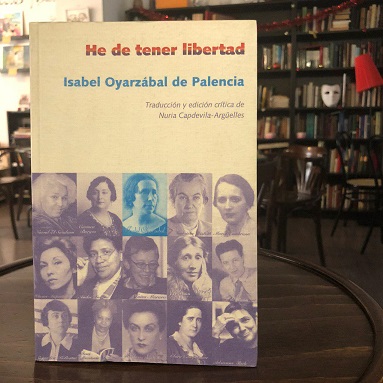 He de tener libertad
Isabel Oyarzábal de Palencia
Traducción y edición crítica de
Nuria Capdevila-Argüelles